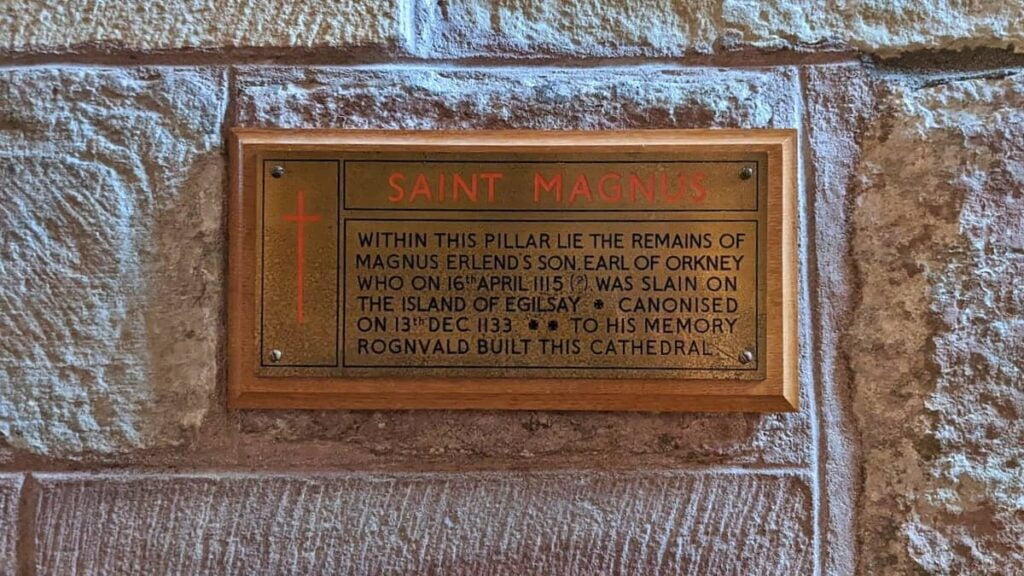 SAINT MAGNUS
WITHIN THIS PILLAR LIE THE REMAINS OF
MAGNUS ERLEND'S SON, EARL OF ORKNEY
WHO ON 16th APRIL 1115 (?) WAS SLAIN ON
THE ISLAND OF EGILSAY * CANONISED
ON 13th DEC 1133 * * TO HIS MEMORY
ROGNVALD BUILT THIS CATHEDRAL.